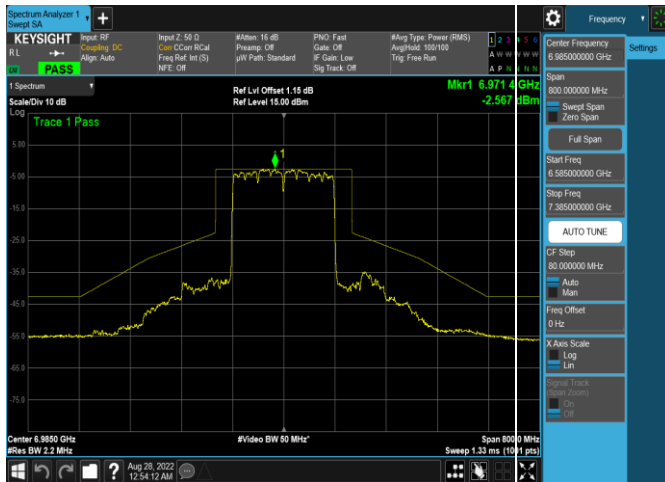 Spectrum Analyzer 1
Swept SA
KEYSIGHT
R L
PASS
Input: RF
Coupling: DC
Align: Auto
Input Z: 50 Ω
Corr CCorr RCal
Freq Ref: Int (S)
NFE: Off
#Atten: 16 dB
Preamp: Off
µW Path: Standard
PNO: Fast
Gate: Off
IF Gain: Low
Sig Track: Off
#Avg Type: Power (RMS)
Avg|Hold: 100/100
Trig: Free Run
1 2 3 4 5 6
A P N N N N
1 Spectrum
Scale/Div 10 dB
Log
Ref Lvl Offset 1.15 dB
Ref Level 15.00 dBm
Mkr1 6.971 4 GHz
-2.567 dBm
Trace 1 Pass
1
5.00
-5.00
-15.0
-25.0
-35.0
-45.0
-55.0
-65.0
-75.0
Center 6.9850 GHz
#Res BW 2.2 MHz
#Video BW 50 MHz*
Span 800.0 MHz
Sweep 1.33 ms (1001 pts)
Aug 28, 2022
12:54:12 AM
Frequency
Settings
Center Frequency
6.985000000 GHz
Span
800.000000 MHz
Swept Span
Zero Span
Full Span
Start Freq
6.585000000 GHz
Stop Freq
7.385000000 GHz
AUTO TUNE
CF Step
80.000000 MHz
Auto
Man
Freq Offset
0 Hz
X Axis Scale
Log
Lin
Signal Track
(Span Zoom)
On
Off